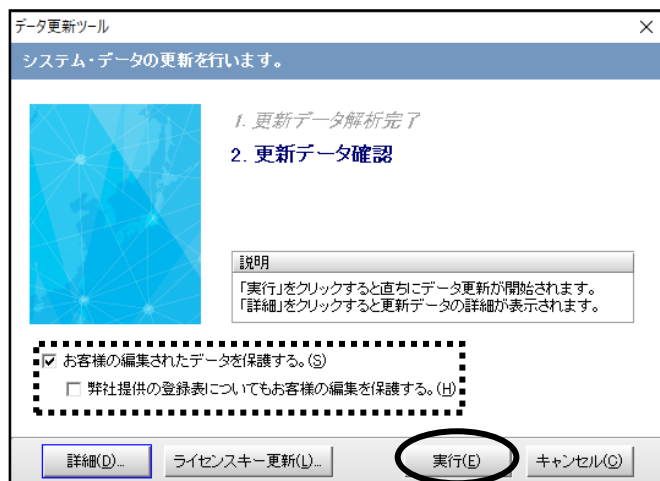 データ更新ツール
システム・データの更新を行います。
1. 更新データ解析完了
2. 更新データ確認
説明
「実行」をクリックすると直ちにデータ更新が開始されます。
「詳細」をクリックすると更新データの詳細が表示されます。
お客様の編集されたデータを保護する。(S)
弊社提供の登録表についてもお客様の編集を保護する。(H)
詳細(D)... ライセンスキー更新(L)... 実行(E) キャンセル(C)